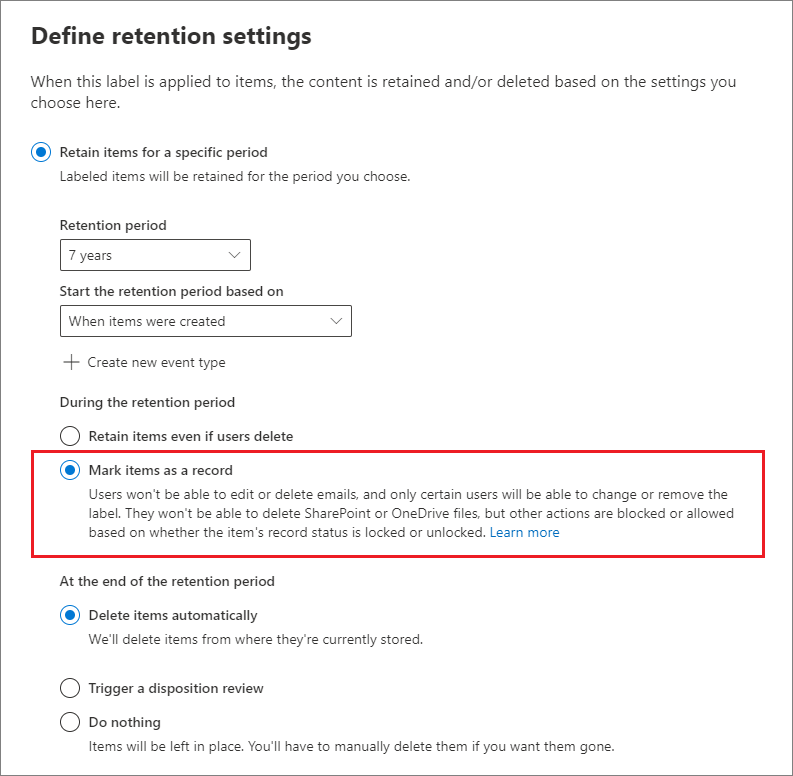 Define retention settings
When this label is applied to items, the content is retained and/or deleted based on the settings you
choose here.
Retain items for a specific period
Labeled items will be retained for the period you choose.
Retention period
7 years
Start the retention period based on
When items were created
Create new event type
During the retention period
Retain items even if users delete
Mark items as a record
Users won't be able to edit or delete emails, and only certain users will be able to change or remove the
label. They won't be able to delete SharePoint or OneDrive files, but other actions are blocked or allowed
based on whether the item's record status is locked or unlocked. Learn more
At the end of the retention period
Delete items automatically
We'll delete items from where they're currently stored.
Trigger a disposition review
Do nothing
Items will be left in place. You'll have to manually delete them if you want them gone.